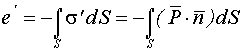 e' = −∫_S σ' dS = −∫_S (P̅ · n̅) dS